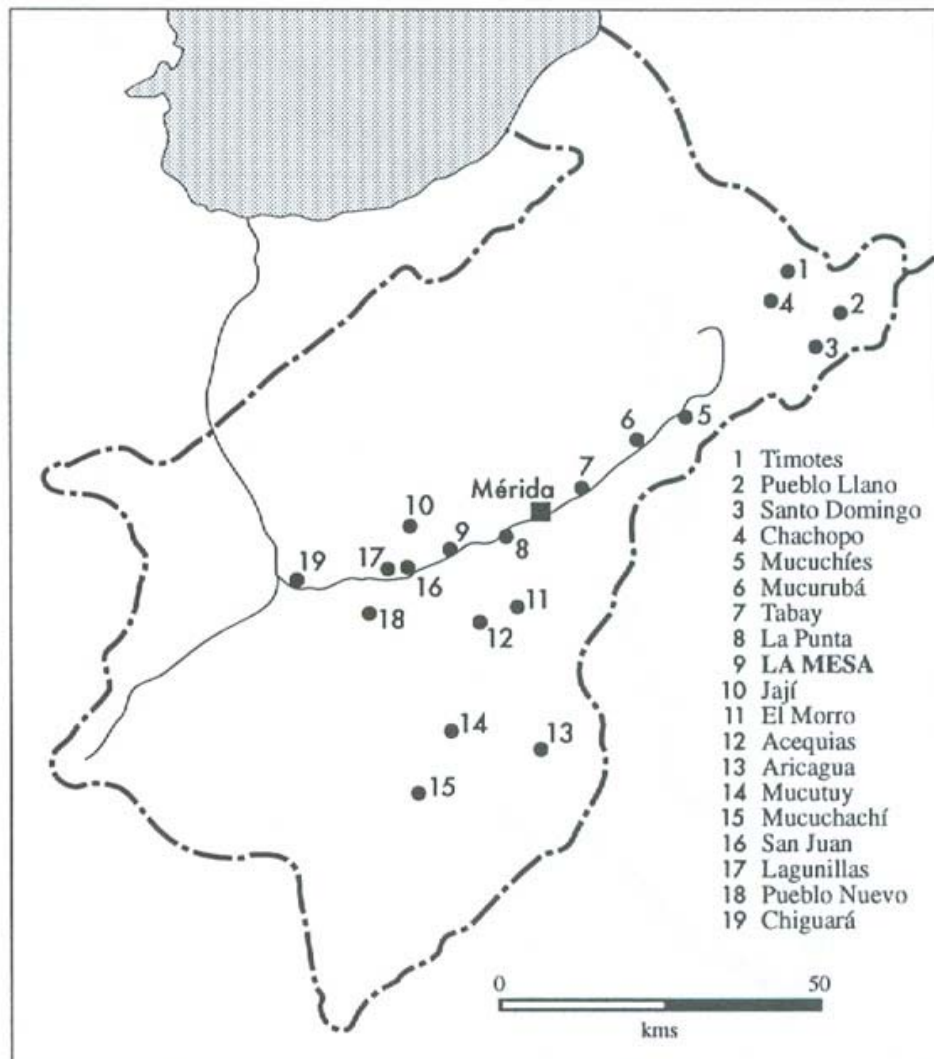 1
4
2
3
5
6
7
Mérida
10
9
8
17
16
19
11
18
12
14
13
15
1 Timotes
2 Pueblo Llano
3 Santo Domingo
4 Chachopo
5 Mucuchíes
6 Mucurubá
7 Tabay
8 La Punta
9 LA MESA
10 Jají
11 El Morro
12 Acequias
13 Aricagua
14 Mucutuy
15 Mucuchachí
16 San Juan
17 Lagunillas
18 Pueblo Nuevo
19 Chiguará
0 50
kms